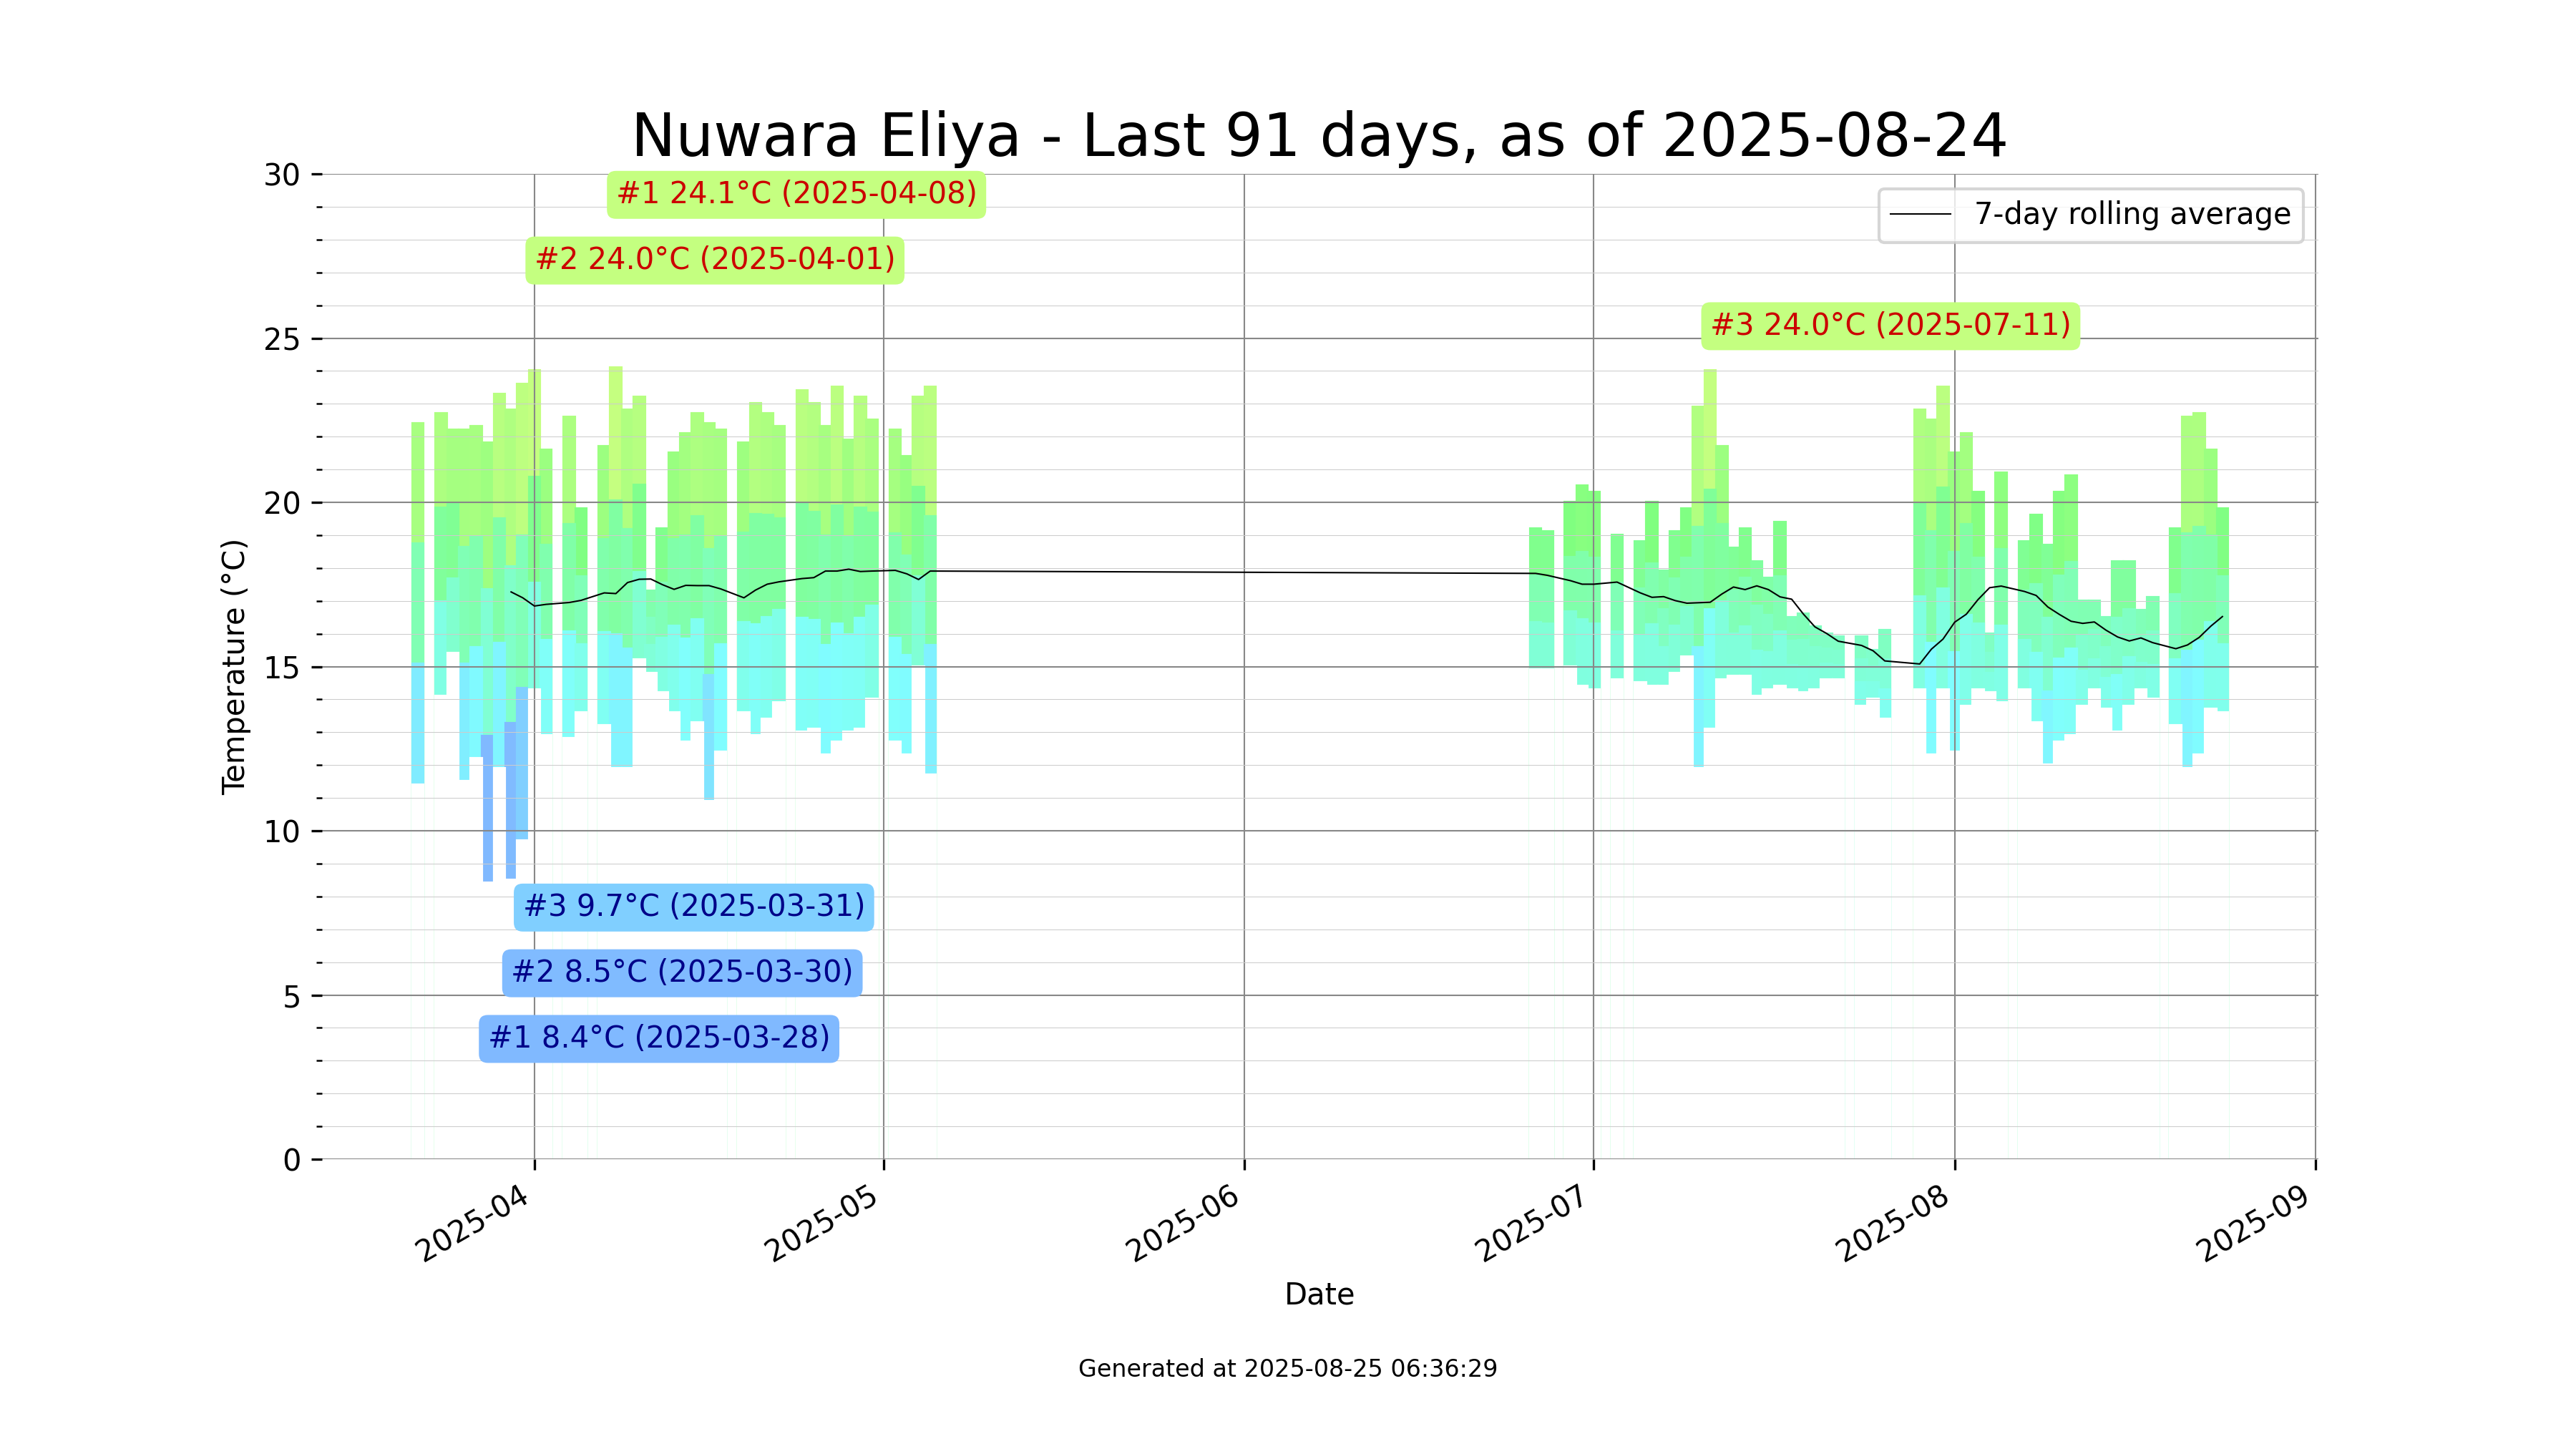 Nuwara Eliya - Last 91 days, as of 2025-08-24
7-day rolling average
#1 24.1°C (2025-04-08)
#2 24.0°C (2025-04-01)
#3 24.0°C (2025-07-11)
#3 9.7°C (2025-03-31)
#2 8.5°C (2025-03-30)
#1 8.4°C (2025-03-28)
Temperature (°C)
30
25
20
15
10
5
0
2025-04
2025-05
2025-06
2025-07
2025-08
2025-09
Date
Generated at 2025-08-25 06:36:29